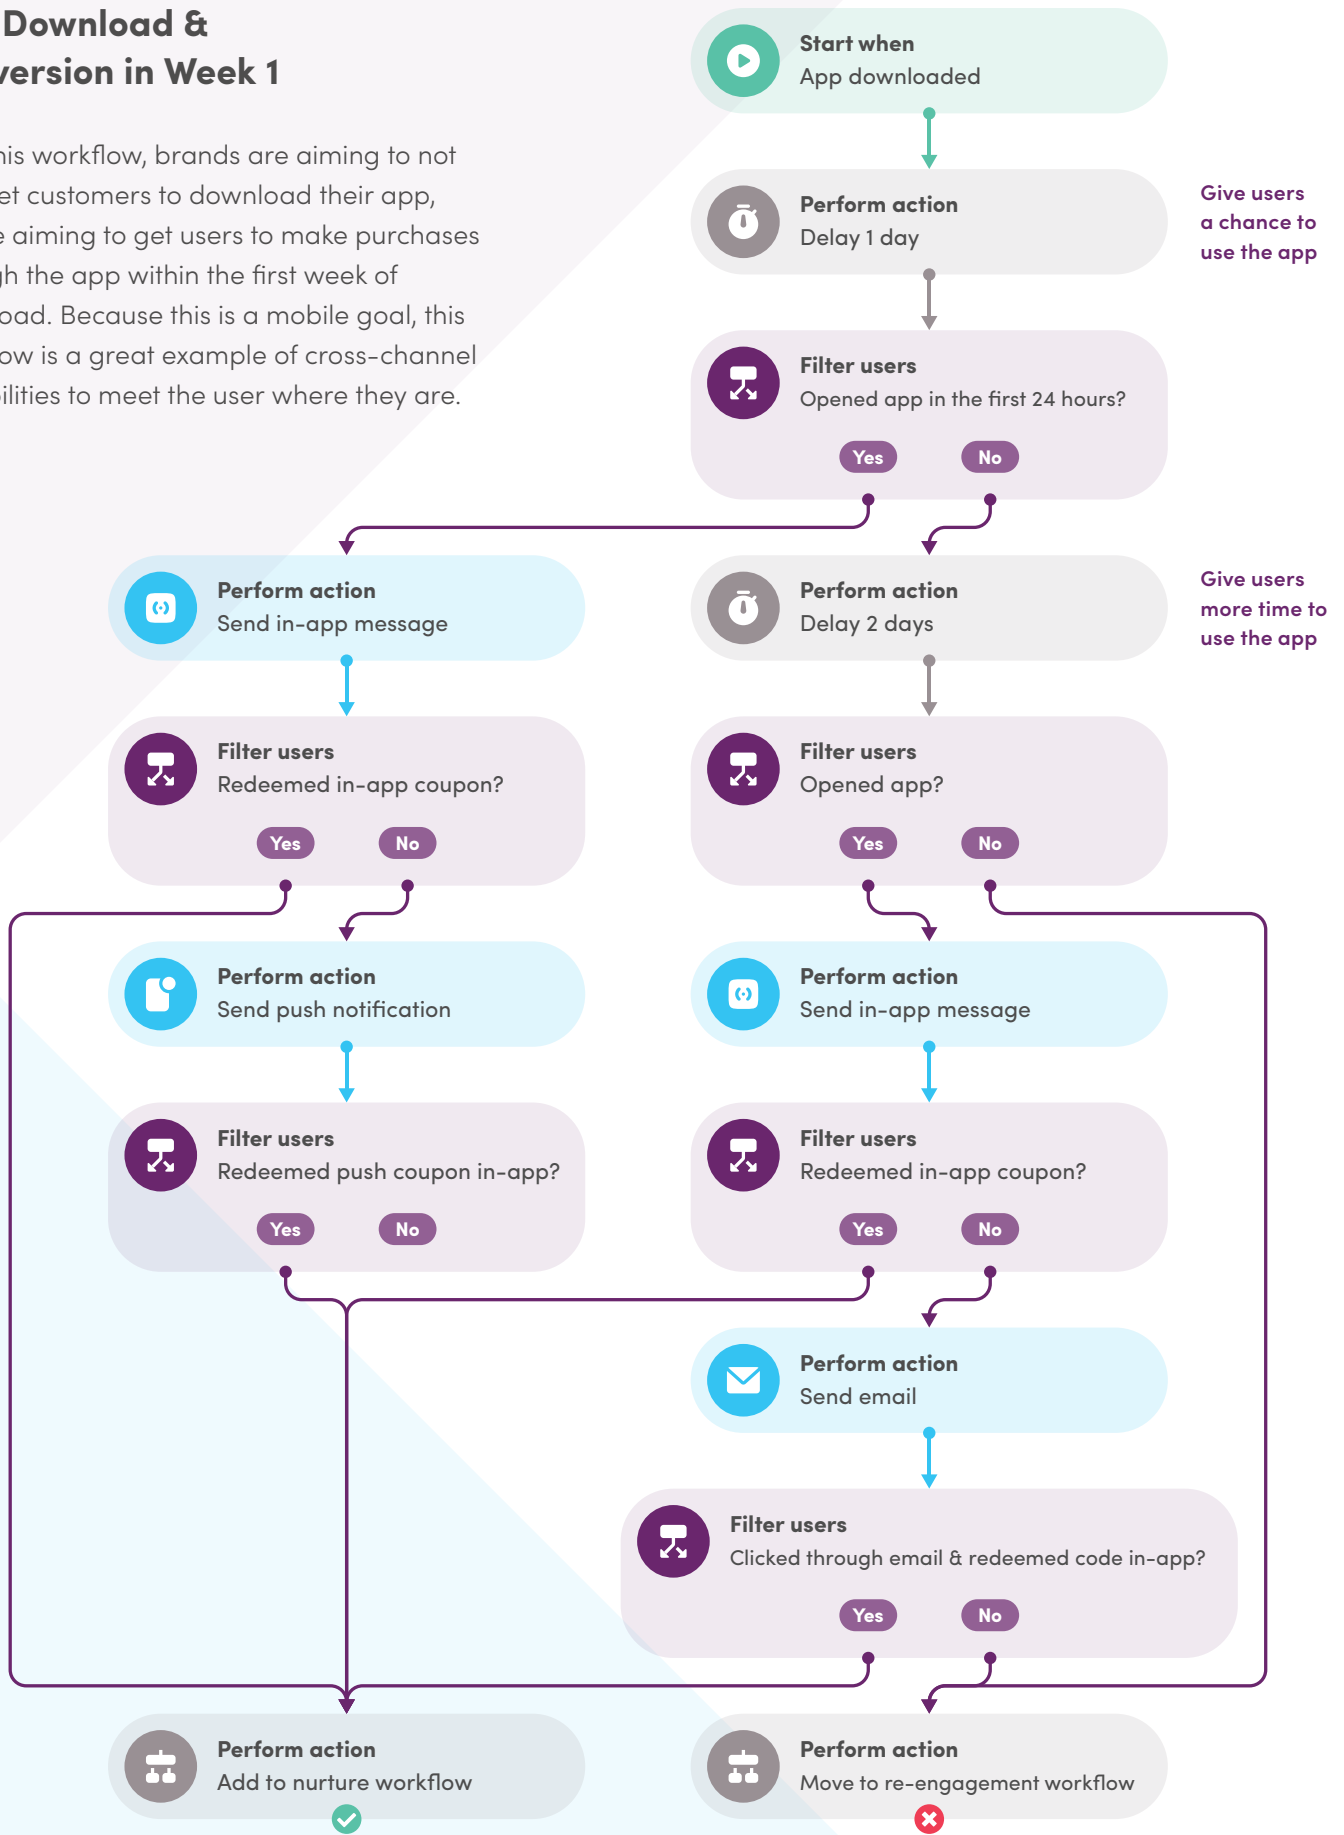 Download &
version in Week 1
his workflow, brands are aiming to not
et customers to download their app,
e aiming to get users to make purchases
gh the app within the first week of
oad. Because this is a mobile goal, this
ow is a great example of cross-channel
bilities to meet the user where they are.
Start when
App downloaded
Perform action
Delay 1 day
Give users
a chance to
use the app
Filter users
Opened app in the first 24 hours?
Yes
No
Perform action
Send in-app message
Perform action
Delay 2 days
Give users
more time to
use the app
Filter users
Redeemed in-app coupon?
Yes
No
Filter users
Opened app?
Yes
No
Perform action
Send push notification
Perform action
Send in-app message
Filter users
Redeemed push coupon in-app?
Yes
No
Filter users
Redeemed in-app coupon?
Yes
No
Perform action
Send email
Filter users
Clicked through email & redeemed code in-app?
Yes
No
Perform action
Add to nurture workflow
Perform action
Move to re-engagement workflow